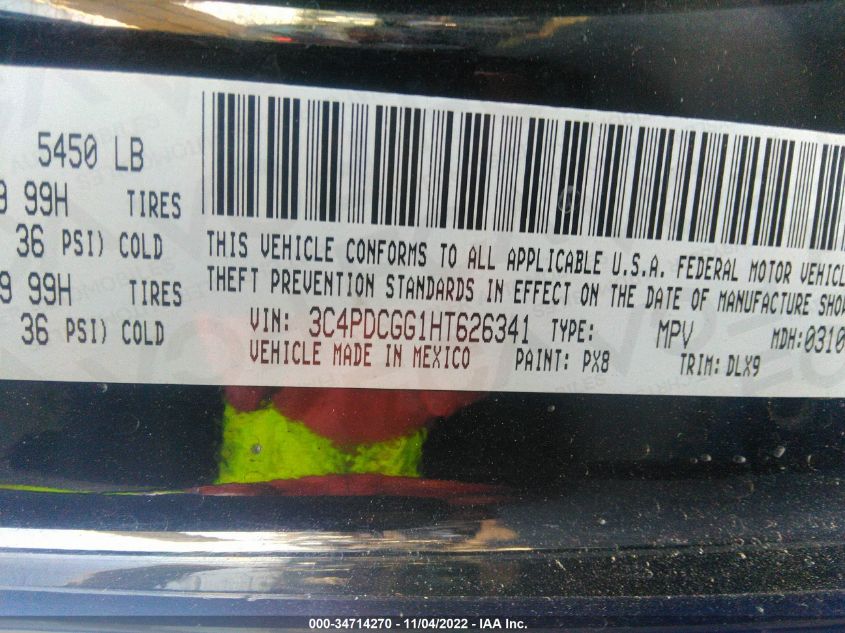 5450 LB
99H TIRES
36 PSI) COLD
99H TIRES
36 PSI) COLD
THIS VEHICLE CONFORMS TO ALL APPLICABLE U.S.A. FEDERAL MOTOR VEHICL
THEFT PREVENTION STANDARDS IN EFFECT ON THE DATE OF MANUFACTURE SHO
VIN: 3C4PDCGG1HT626341 TYPE: MPV MDH:0310
VEHICLE MADE IN MEXICO PAINT: PX8 TRIM: DLX9
000-34714270 - 11/04/2022 - IAA Inc.